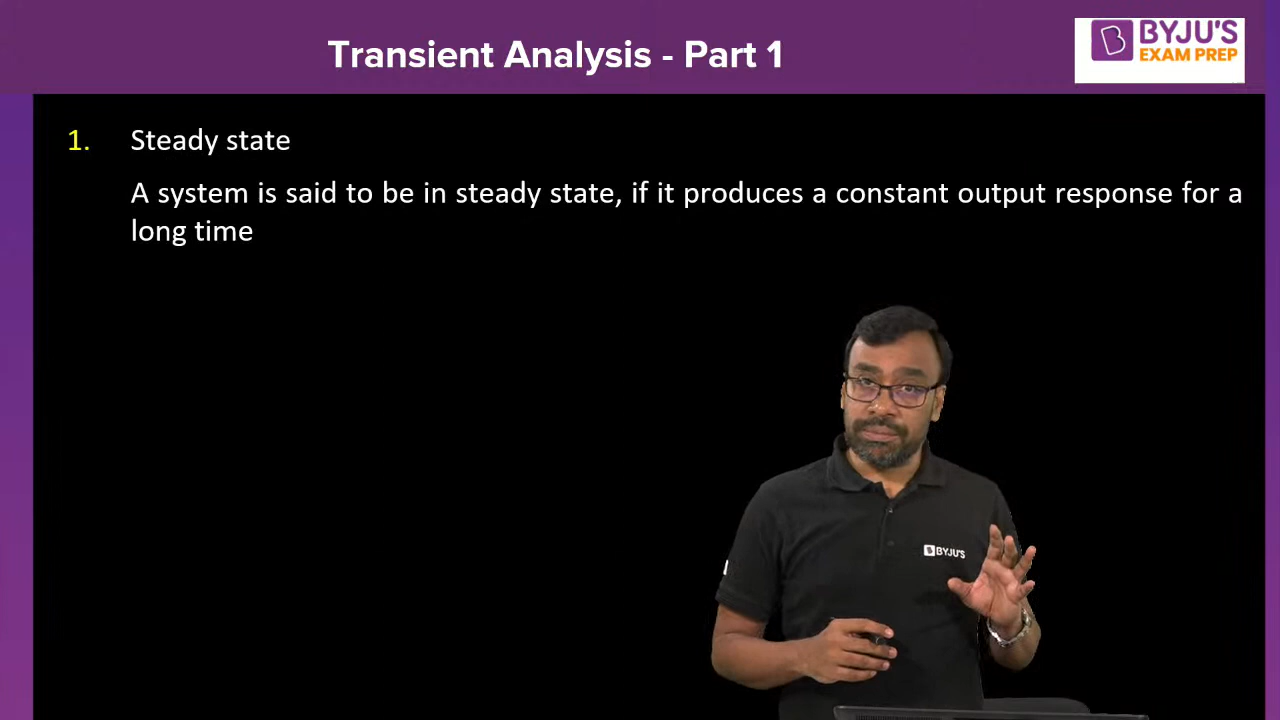 Transient Analysis - Part 1
BYJU'S
EXAM PREP
1. Steady state
A system is said to be in steady state, if it produces a constant output response for a
long time
BYJU'S